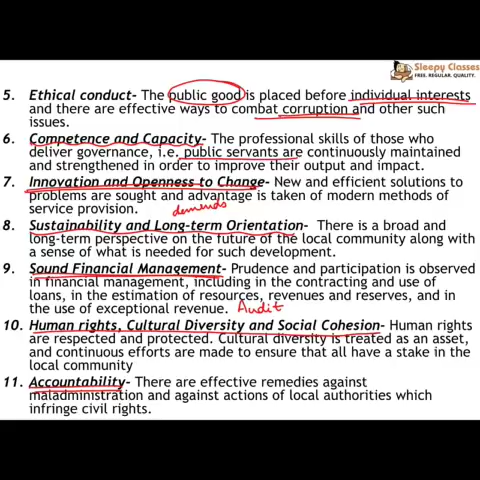 Sleepy Classes
FREE. REGULAR. QUALITY.
5. Ethical conduct- The public good is placed before individual interests
and there are effective ways to combat corruption and other such
issues.
6. Competence and Capacity- The professional skills of those who
deliver governance, i.e. public servants are continuously maintained
and strengthened in order to improve their output and impact.
7. Innovation and Openness to Change- New and efficient solutions to
problems are sought and advantage is taken of modern methods of
service provision.
demands
8. Sustainability and Long-term Orientation- There is a broad and
long-term perspective on the future of the local community along with
a sense of what is needed for such development.
9. Sound Financial Management- Prudence and participation is observed
in financial management, including in the contracting and use of
loans, in the estimation of resources, revenues and reserves, and in
the use of exceptional revenue. Audit
10. Human rights, Cultural Diversity and Social Cohesion- Human rights
are respected and protected. Cultural diversity is treated as an asset,
and continuous efforts are made to ensure that all have a stake in the
local community
11. Accountability- There are effective remedies against
maladministration and against actions of local authorities which
infringe civil rights.